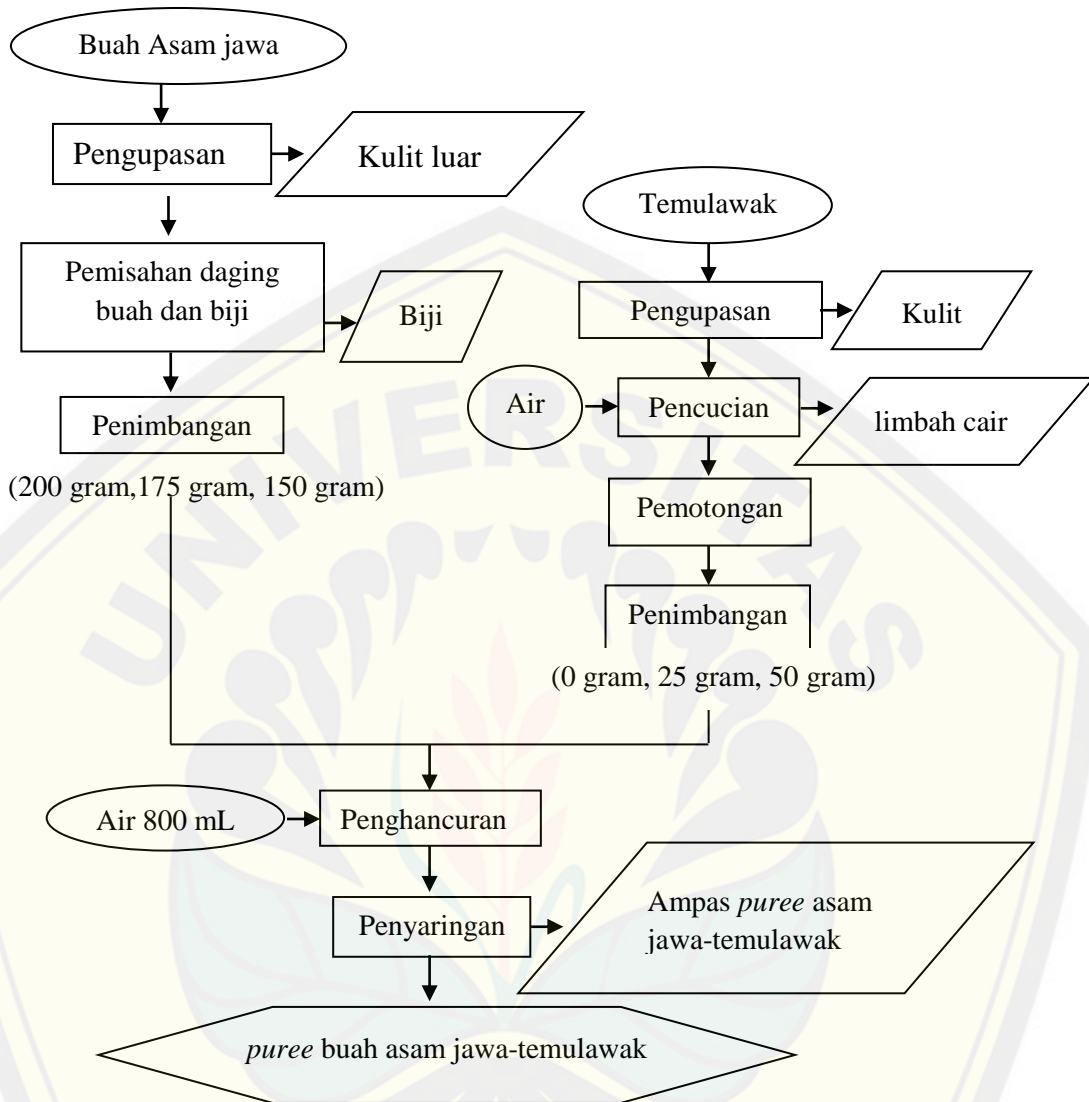 Buah Asam jawa
Pengupasan
Kulit luar
Pemisahan daging
buah dan biji
Biji
Penimbangan
(200 gram,175 gram, 150 gram)
Temulawak
Pengupasan
Kulit
Air
Pencucian
limbah cair
Pemotongan
Penimbangan
(0 gram, 25 gram, 50 gram)
Air 800 mL
Penghancuran
Penyaringan
Ampas puree asam
jawa-temulawak
puree buah asam jawa-temulawak
UNIVERSITAS